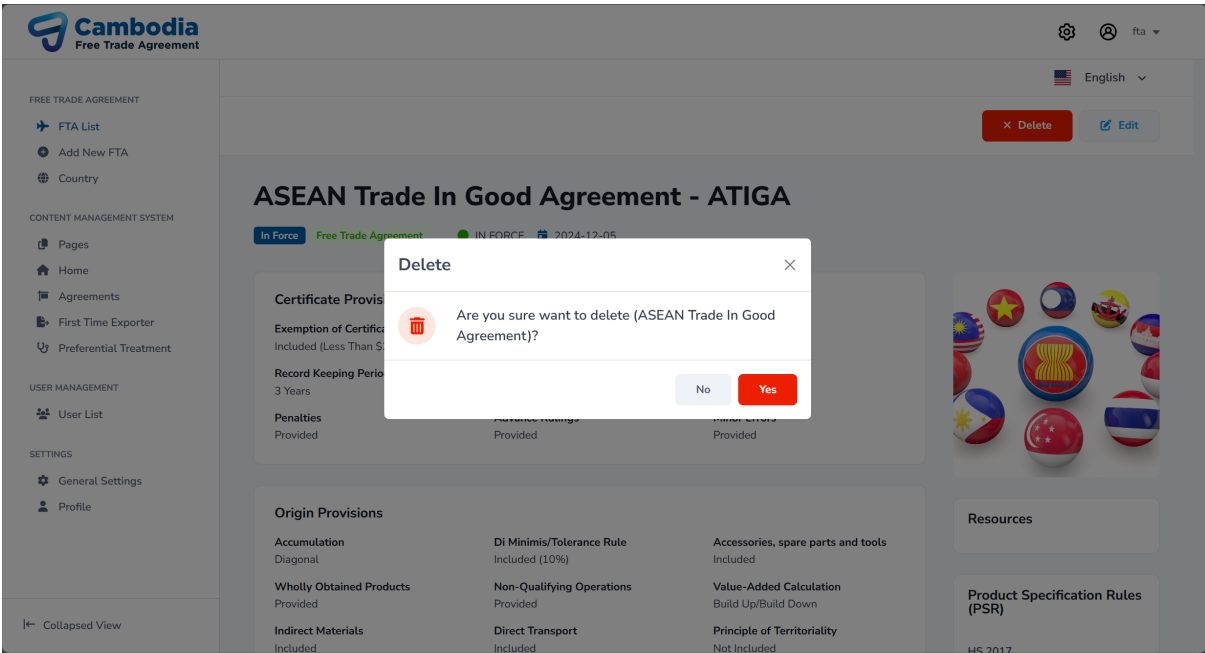 Cambodia
Free Trade Agreement
fta
English
FREE TRADE AGREEMENT
FTA List
Add New FTA
Country
CONTENT MANAGEMENT SYSTEM
Pages
Home
Agreements
First Time Exporter
Preferential Treatment
USER MANAGEMENT
User List
SETTINGS
General Settings
Profile
Collapsed View
Delete
Edit
ASEAN Trade In Good Agreement - ATIGA
In Force Free Trade Agreement IN FORCE 2024-12-05
Delete
Are you sure want to delete (ASEAN Trade In Good
Agreement)?
No Yes
Certificate Provis
Exemption of Certifica
Included (Less Than $
Record Keeping Perio
3 Years
Penalties Advance Rulings Minor Errors
Provided Provided Provided
Origin Provisions
Accumulation Di Minimis/Tolerance Rule Accessories, spare parts and tools
Diagonal Included (10%) Included
Wholly Obtained Products Non-Qualifying Operations Value-Added Calculation
Provided Provided Build Up/Build Down
Indirect Materials Direct Transport Principle of Territoriality
Included Included Not Included
Resources
Product Specification Rules
(PSR)
HS 2017